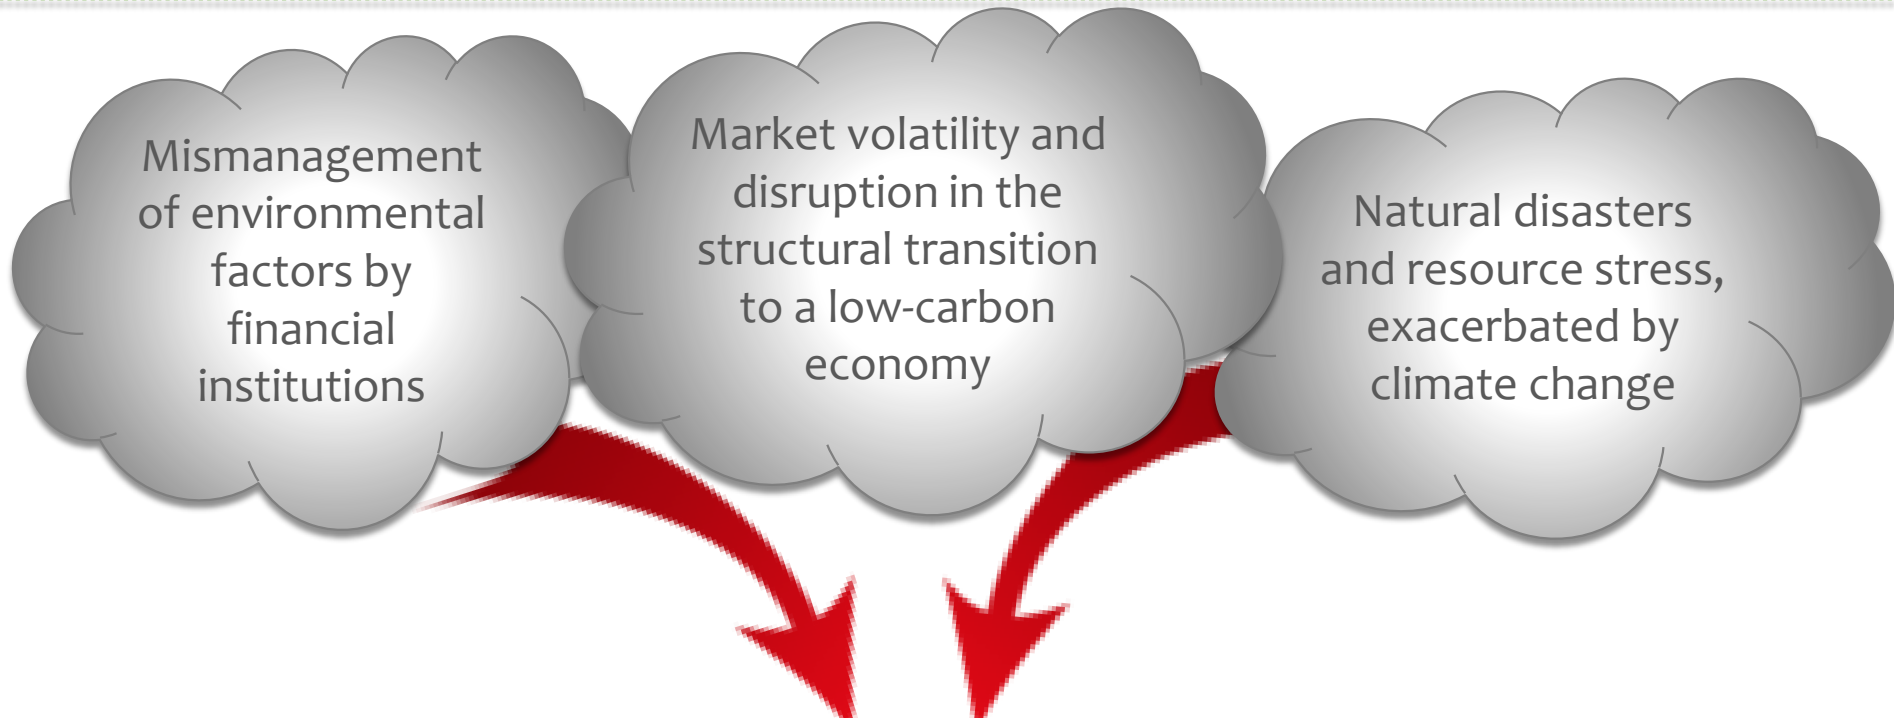 Mismanagement
of environmental
factors by
financial
institutions
Market volatility and
disruption in the
structural transition
to a low-carbon
economy
Natural disasters
and resource stress,
exacerbated by
climate change